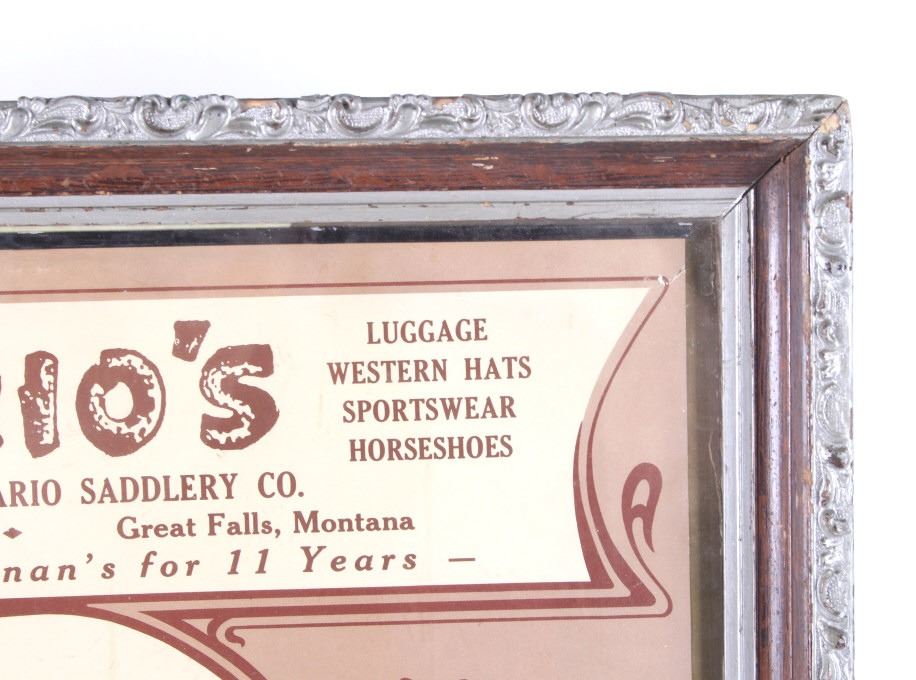 RIO'S
LUGGAGE
WESTERN HATS
SPORTSWEAR
HORSESHOES
ARIO SADDLERY CO.
Great Falls, Montana
nan's for 11 Years —